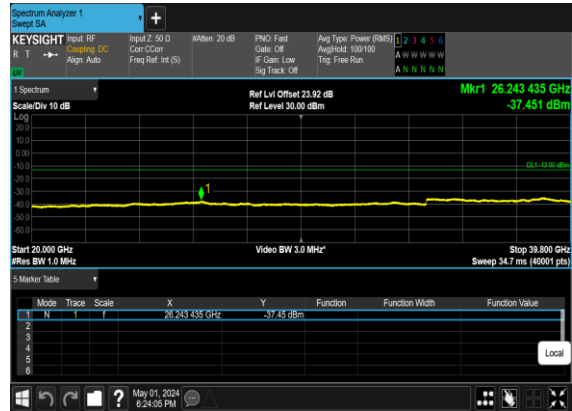 Spectrum Analyzer 1
Swept SA
+
KEYSIGHT Input: RF Input Z: 50 Ω #Atten: 20 dB PNO: Fast Avg Type: Power (RMS) 1 2 3 4 5 6
R T Coupling: DC Corr CCorr Gate: Off Avg|Hold: 100/100 A W W W W W
Align: Auto Freq Ref: Int (S) IF Gain: Low Trig: Free Run
LW Sig Track: Off A N N N N N
1 Spectrum Ref Lvl Offset 23.92 dB Mkr1 26.243 435 GHz
Scale/Div 10 dB Ref Level 30.00 dBm -37.451 dBm
Log
20.0
10.0
0.00
-10.0 DL1 -13.00 dBm
-20.0
-30.0 1
-40.0
-50.0
-60.0
Start 20.000 GHz Video BW 3.0 MHz* Stop 39.800 GHz
#Res BW 1.0 MHz Sweep 34.7 ms (40001 pts)
5 Marker Table
Mode Trace Scale X Y Function Function Width Function Value
1 N 1 f 26.243 435 GHz -37.45 dBm
2
3
4
5
6
Local
? May 01, 2024
6:24:05 PM